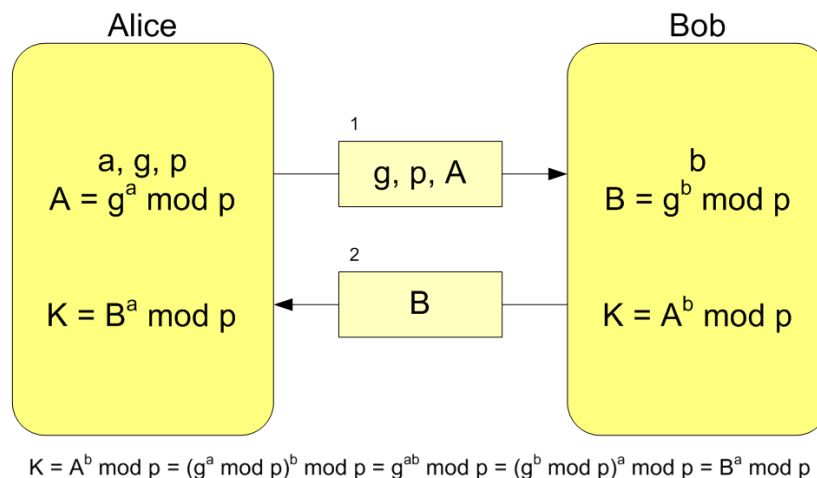 Alice
Bob
a, g, p
A = gᵃ mod p
K = Bᵃ mod p
1
g, p, A
2
B
b
B = gᵇ mod p
K = Aᵇ mod p
K = Aᵇ mod p = (gᵃ mod p)ᵇ mod p = gᵃᵇ mod p = (gᵇ mod p)ᵃ mod p = Bᵃ mod p